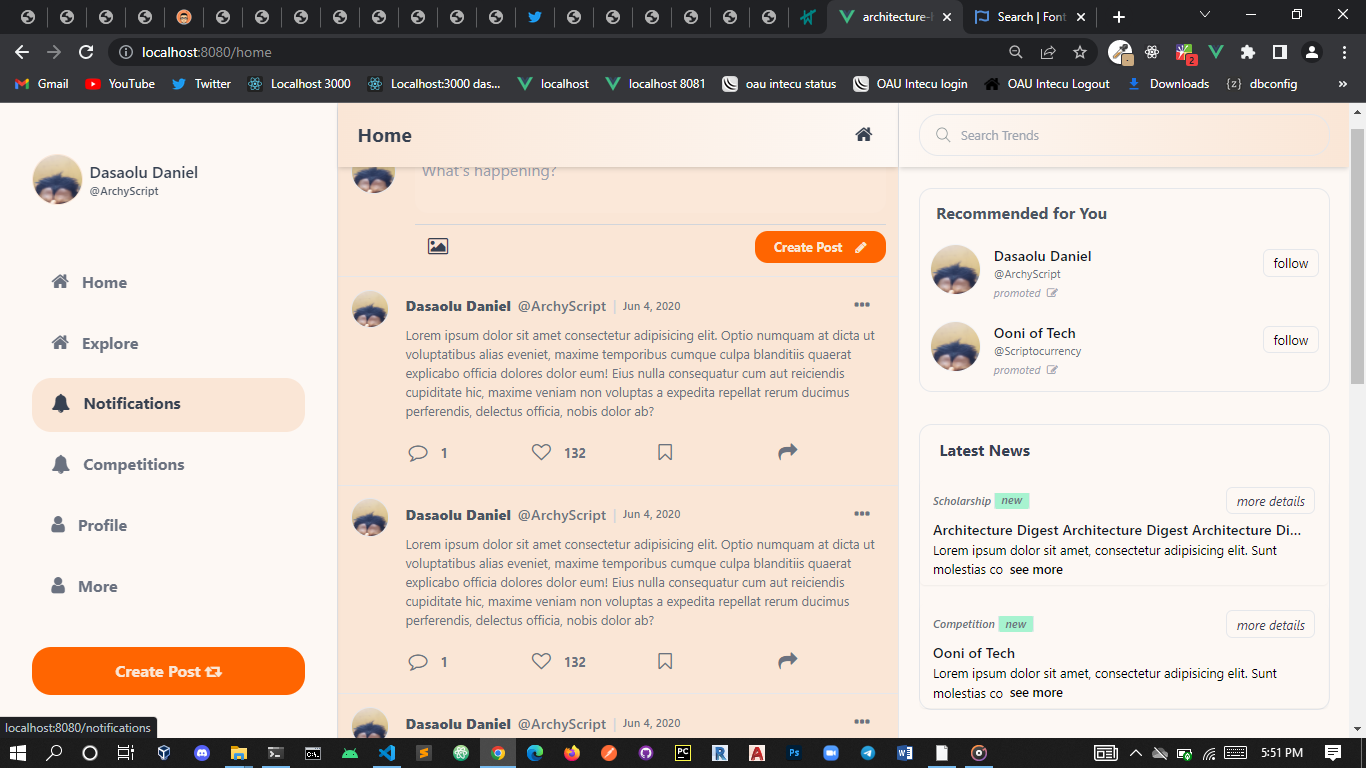 architecture-
Search | Font
localhost:8080/home
2
Gmail
YouTube
Twitter
Localhost 3000
Localhost:3000 das...
localhost
localhost 8081
oau intecu status
OAU Intecu login
OAU Intecu Logout
Downloads
dbconfig
»
Dasaolu Daniel
@ArchyScript
Home
Explore
Notifications
Competitions
Profile
More
Create Post
localhost:8080/notifications
Home
What's happening?
Create Post
Dasaolu Daniel @ArchyScript | Jun 4, 2020
Lorem ipsum dolor sit amet consectetur adipisicing elit. Optio numquam at dicta ut
voluptatibus alias eveniet, maxime temporibus cumque culpa blanditiis quaerat
explicabo officia dolores dolor eum! Eius nulla consequatur cum aut reiciendis
cupiditate hic, maxime veniam non voluptas a expedita repellat rerum ducimus
perferendis, delectus officia, nobis dolor ab?
1 132
Dasaolu Daniel @ArchyScript | Jun 4, 2020
Lorem ipsum dolor sit amet consectetur adipisicing elit. Optio numquam at dicta ut
voluptatibus alias eveniet, maxime temporibus cumque culpa blanditiis quaerat
explicabo officia dolores dolor eum! Eius nulla consequatur cum aut reiciendis
cupiditate hic, maxime veniam non voluptas a expedita repellat rerum ducimus
perferendis, delectus officia, nobis dolor ab?
1 132
Dasaolu Daniel @ArchyScript | Jun 4, 2020
Search Trends
Recommended for You
Dasaolu Daniel
@ArchyScript
promoted
follow
Ooni of Tech
@Scriptocurrency
promoted
follow
Latest News
Scholarship new
more details
Architecture Digest Architecture Digest Architecture Di...
Lorem ipsum dolor sit amet, consectetur adipisicing elit. Sunt
molestias co see more
Competition new
more details
Ooni of Tech
Lorem ipsum dolor sit amet, consectetur adipisicing elit. Sunt
molestias co see more
5:51 PM